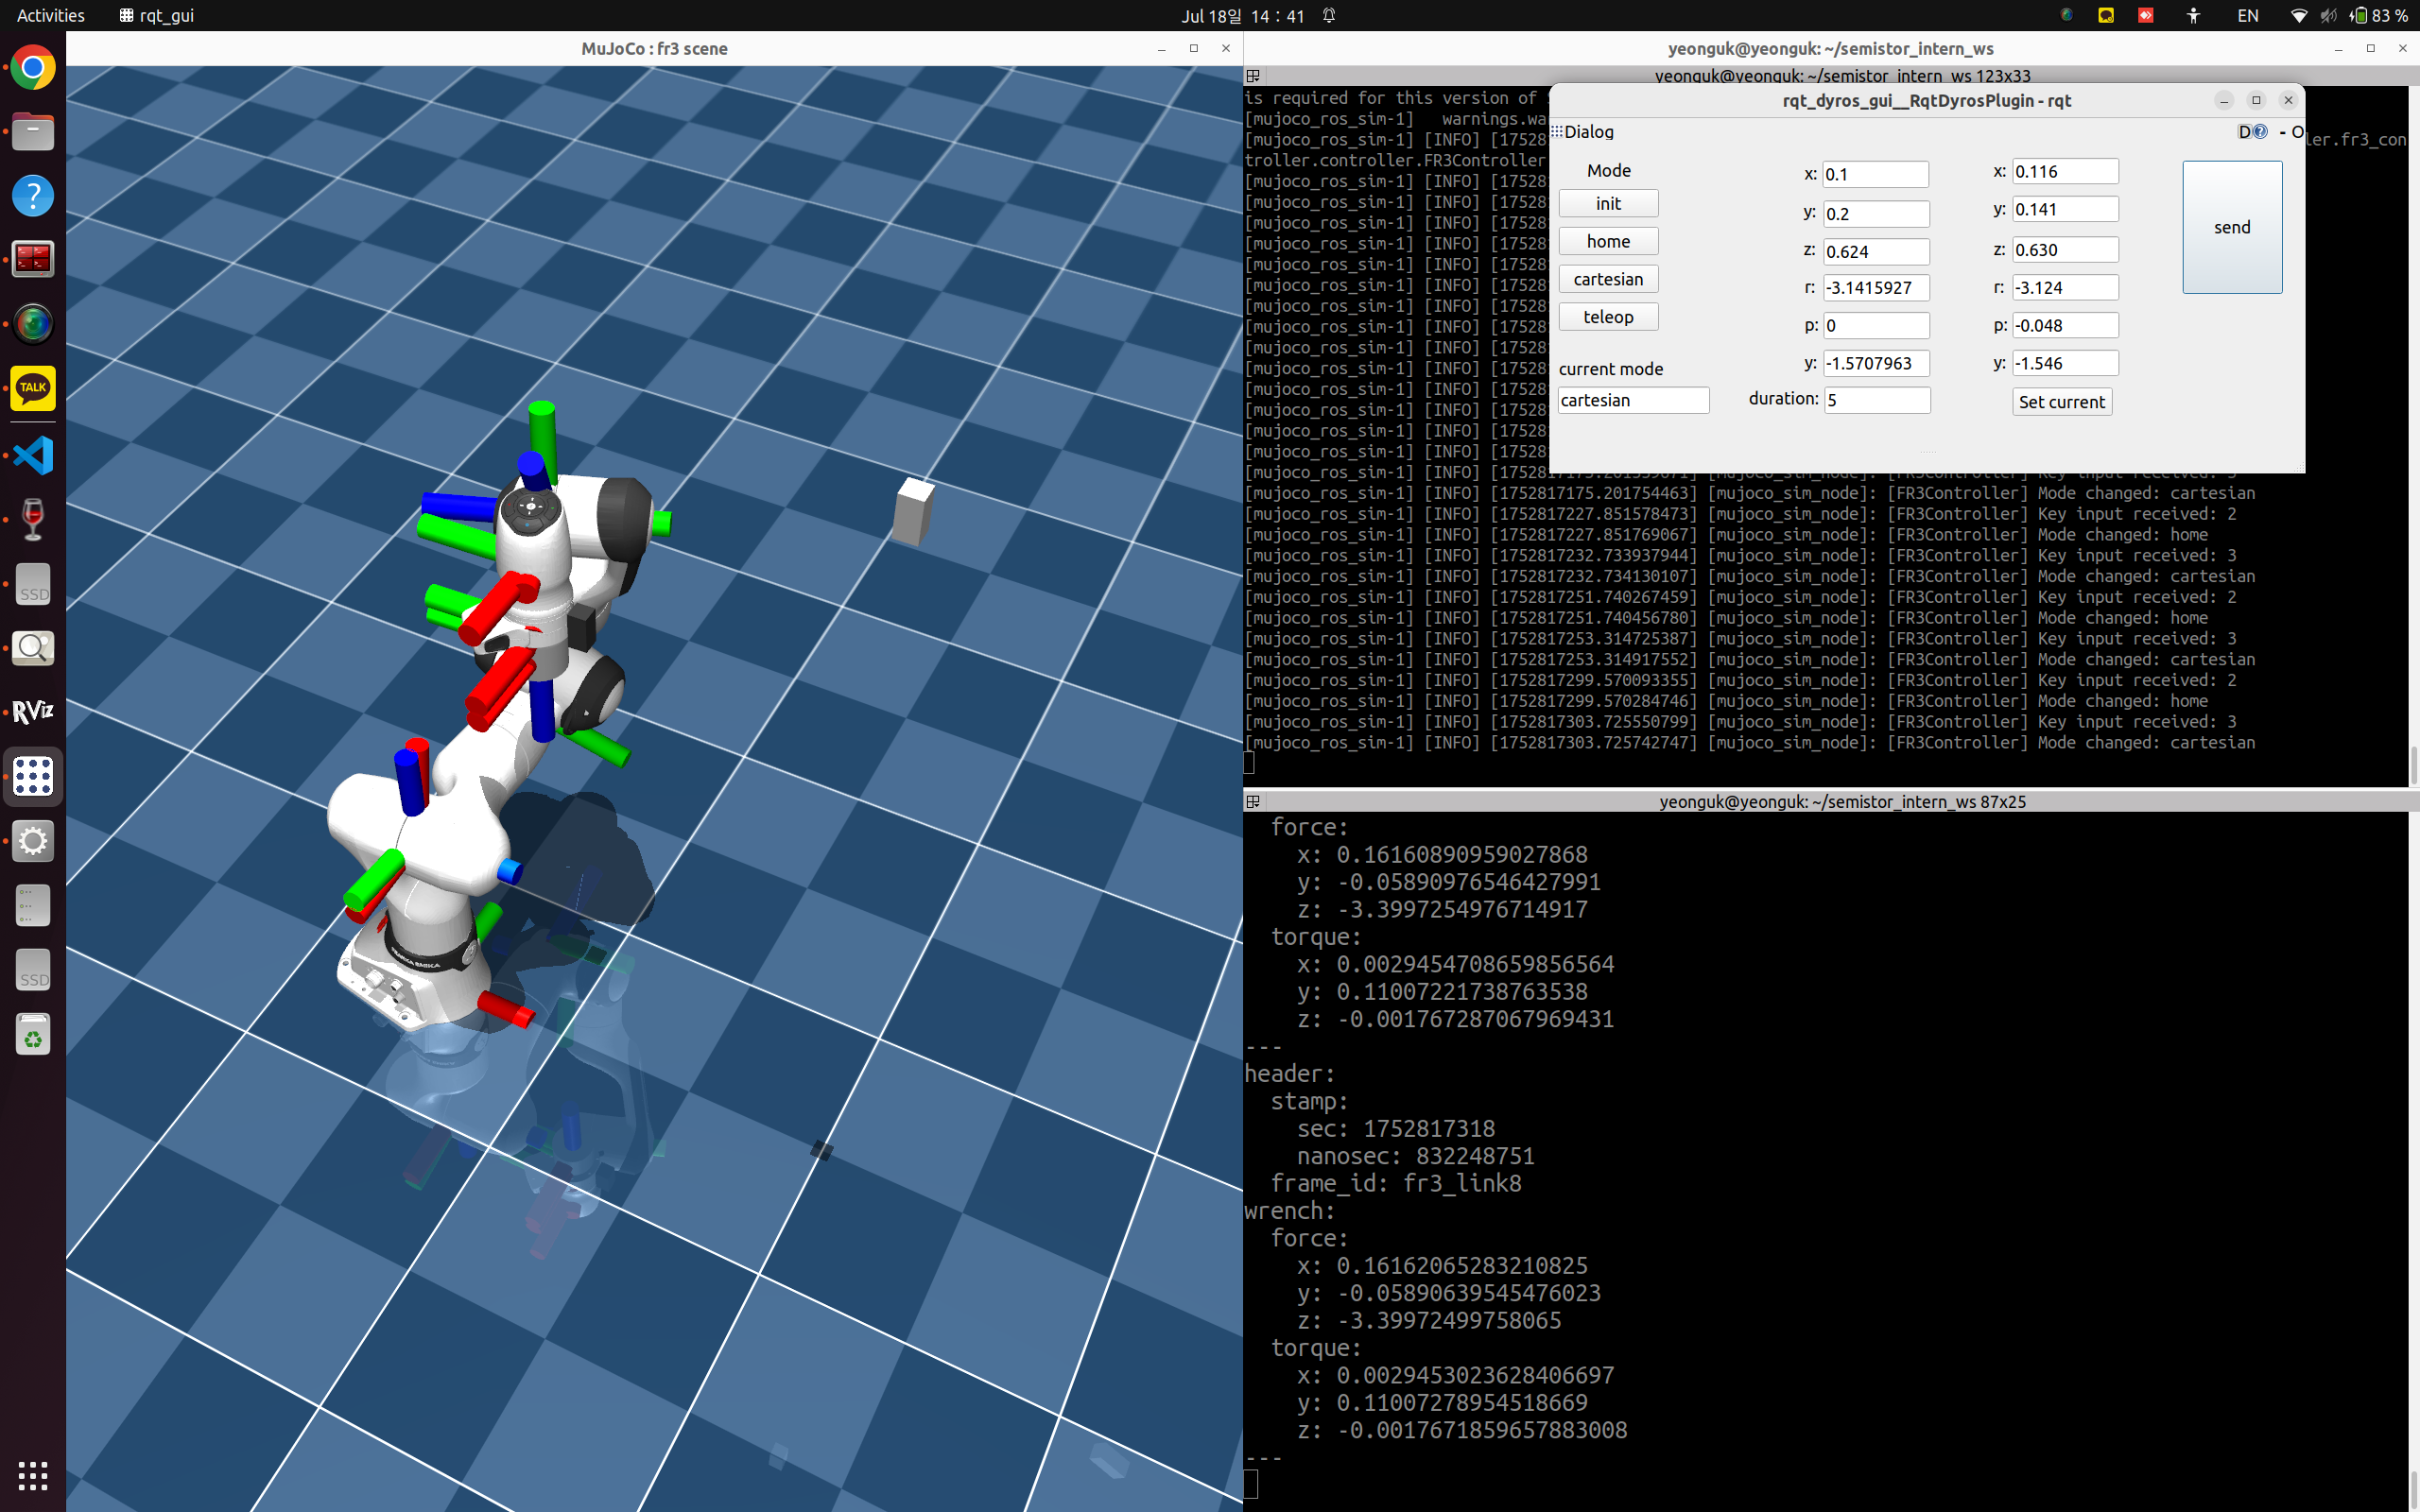 Activities
rqt_gui
Jul 18일 14 : 41
EN
83 %
MuJoCo : fr3 scene
TALK
SSD
RViz
SSD
yeonguk@yeonguk: ~/semistor_intern_ws
yeonguk@yeonguk: ~/semistor_intern_ws 123x33
is required for this version of
[mujoco_ros_sim-1]   warnings.wa
[mujoco_ros_sim-1] [INFO] [17528 ler.fr3_con
troller.controller.FR3Controller
[mujoco_ros_sim-1] [INFO] [17528
[mujoco_ros_sim-1] [INFO] [17528
[mujoco_ros_sim-1] [INFO] [17528
[mujoco_ros_sim-1] [INFO] [17528
[mujoco_ros_sim-1] [INFO] [17528
[mujoco_ros_sim-1] [INFO] [17528
[mujoco_ros_sim-1] [INFO] [17528
[mujoco_ros_sim-1] [INFO] [17528
[mujoco_ros_sim-1] [INFO] [17528
[mujoco_ros_sim-1] [INFO] [17528
[mujoco_ros_sim-1] [INFO] [17528
[mujoco_ros_sim-1] [INFO] [17528
[mujoco_ros_sim-1] [INFO] [17528
[mujoco_ros_sim-1] [INFO] [17528
[mujoco_ros_sim-1] [INFO] [mujoco_sim_node]: [FR3Controller] Key input received: 3
[mujoco_ros_sim-1] [INFO] [1752817175.201754463] [mujoco_sim_node]: [FR3Controller] Mode changed: cartesian
[mujoco_ros_sim-1] [INFO] [1752817227.851578473] [mujoco_sim_node]: [FR3Controller] Key input received: 2
[mujoco_ros_sim-1] [INFO] [1752817227.851769067] [mujoco_sim_node]: [FR3Controller] Mode changed: home
[mujoco_ros_sim-1] [INFO] [1752817232.733937944] [mujoco_sim_node]: [FR3Controller] Key input received: 3
[mujoco_ros_sim-1] [INFO] [1752817232.734130107] [mujoco_sim_node]: [FR3Controller] Mode changed: cartesian
[mujoco_ros_sim-1] [INFO] [1752817251.740267459] [mujoco_sim_node]: [FR3Controller] Key input received: 2
[mujoco_ros_sim-1] [INFO] [1752817251.740456780] [mujoco_sim_node]: [FR3Controller] Mode changed: home
[mujoco_ros_sim-1] [INFO] [1752817253.314725387] [mujoco_sim_node]: [FR3Controller] Key input received: 3
[mujoco_ros_sim-1] [INFO] [1752817253.314917552] [mujoco_sim_node]: [FR3Controller] Mode changed: cartesian
[mujoco_ros_sim-1] [INFO] [1752817299.570093355] [mujoco_sim_node]: [FR3Controller] Key input received: 2
[mujoco_ros_sim-1] [INFO] [1752817299.570284746] [mujoco_sim_node]: [FR3Controller] Mode changed: home
[mujoco_ros_sim-1] [INFO] [1752817303.725550799] [mujoco_sim_node]: [FR3Controller] Key input received: 3
[mujoco_ros_sim-1] [INFO] [1752817303.725742747] [mujoco_sim_node]: [FR3Controller] Mode changed: cartesian
rqt_dyros_gui__RqtDyrosPlugin - rqt
Dialog
D - O
Mode
init
home
cartesian
teleop
current mode
cartesian
x: 0.1
y: 0.2
z: 0.624
r: -3.1415927
p: 0
y: -1.5707963
duration: 5
x: 0.116
y: 0.141
z: 0.630
r: -3.124
p: -0.048
y: -1.546
Set current
send
yeonguk@yeonguk: ~/semistor_intern_ws 87x25
force:
x: 0.16160890959027868
y: -0.05890976546427991
z: -3.3997254976714917
torque:
x: 0.0029454708659856564
y: 0.11007221738763538
z: -0.001767287067969431
---
header:
stamp:
sec: 1752817318
nanosec: 832248751
frame_id: fr3_link8
wrench:
force:
x: 0.16162065283210825
y: -0.05890639545476023
z: -3.39972499758065
torque:
x: 0.0029453023628406697
y: 0.11007278954518669
z: -0.0017671859657883008
---